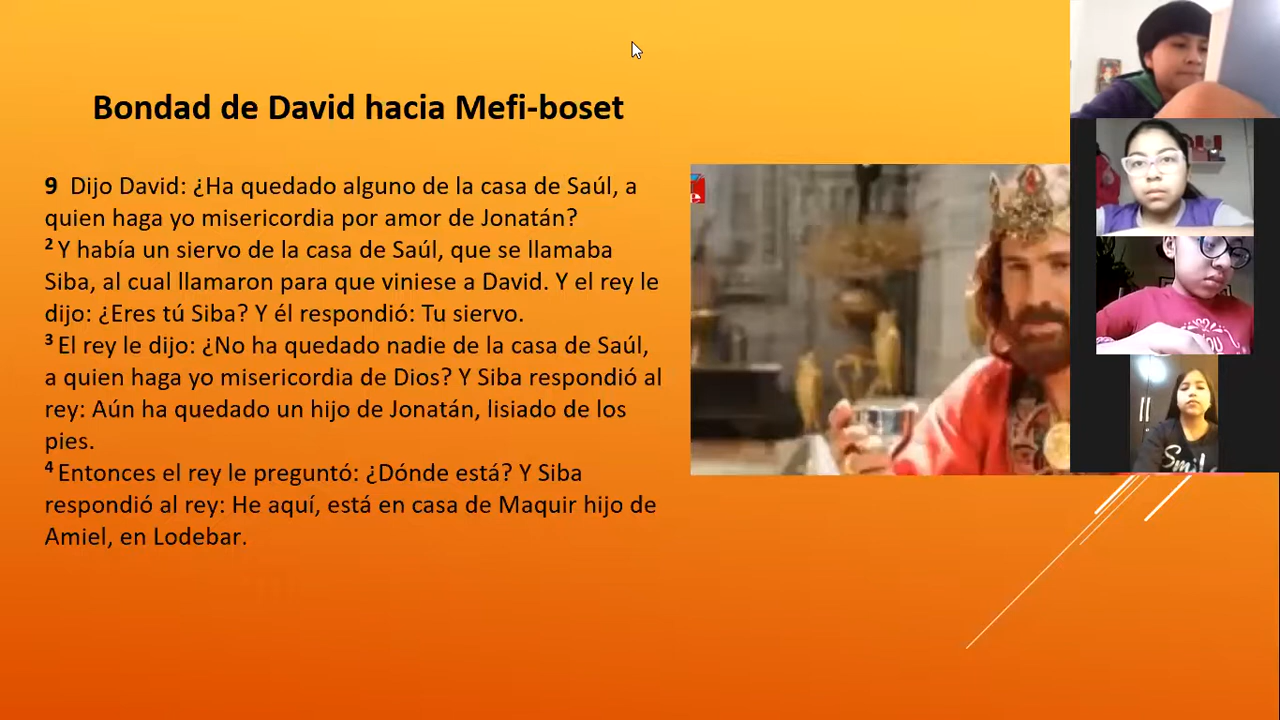 Bondad de David hacia Mefi-boset
9 Dijo David: ¿Ha quedado alguno de la casa de Saúl, a
quien haga yo misericordia por amor de Jonatán?
2 Y había un siervo de la casa de Saúl, que se llamaba
Siba, al cual llamaron para que viniese a David. Y el rey le
dijo: ¿Eres tú Siba? Y él respondió: Tu siervo.
3 El rey le dijo: ¿No ha quedado nadie de la casa de Saúl,
a quien haga yo misericordia de Dios? Y Siba respondió al
rey: Aún ha quedado un hijo de Jonatán, lisiado de los
pies.
4 Entonces el rey le preguntó: ¿Dónde está? Y Siba
respondió al rey: He aquí, está en casa de Maquir hijo de
Amiel, en Lodebar.